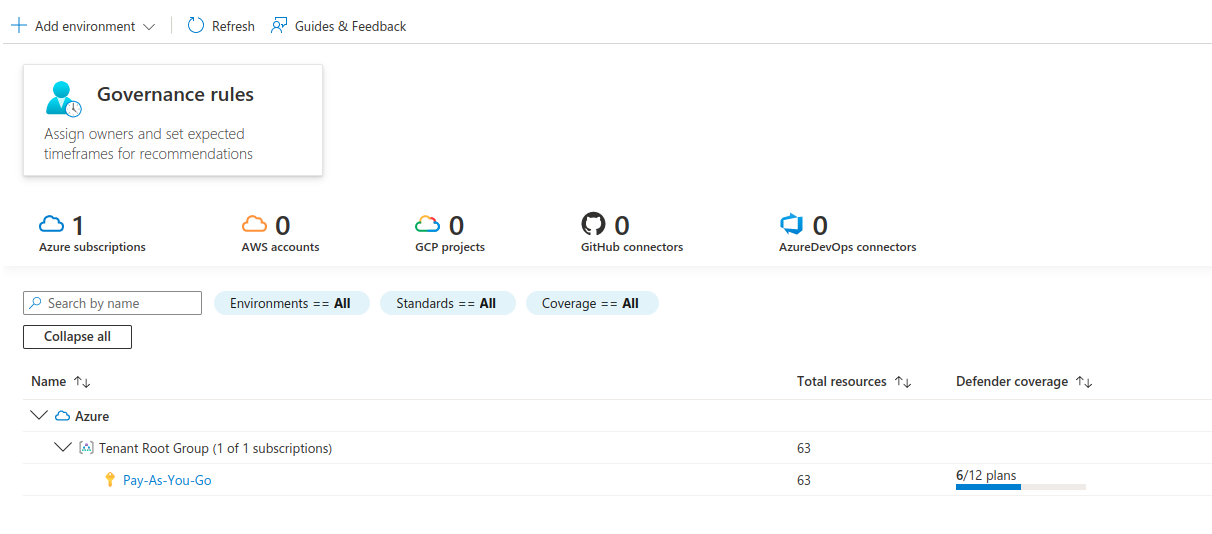 Add environment
Refresh
Guides & Feedback
Governance rules
Assign owners and set expected
timeframes for recommendations
1
Azure subscriptions
0
AWS accounts
0
GCP projects
0
GitHub connectors
0
AzureDevOps connectors
Search by name
Environments == All
Standards == All
Coverage == All
Collapse all
Name
Total resources
Defender coverage
Azure
Tenant Root Group (1 of 1 subscriptions)
63
Pay-As-You-Go
63
6/12 plans